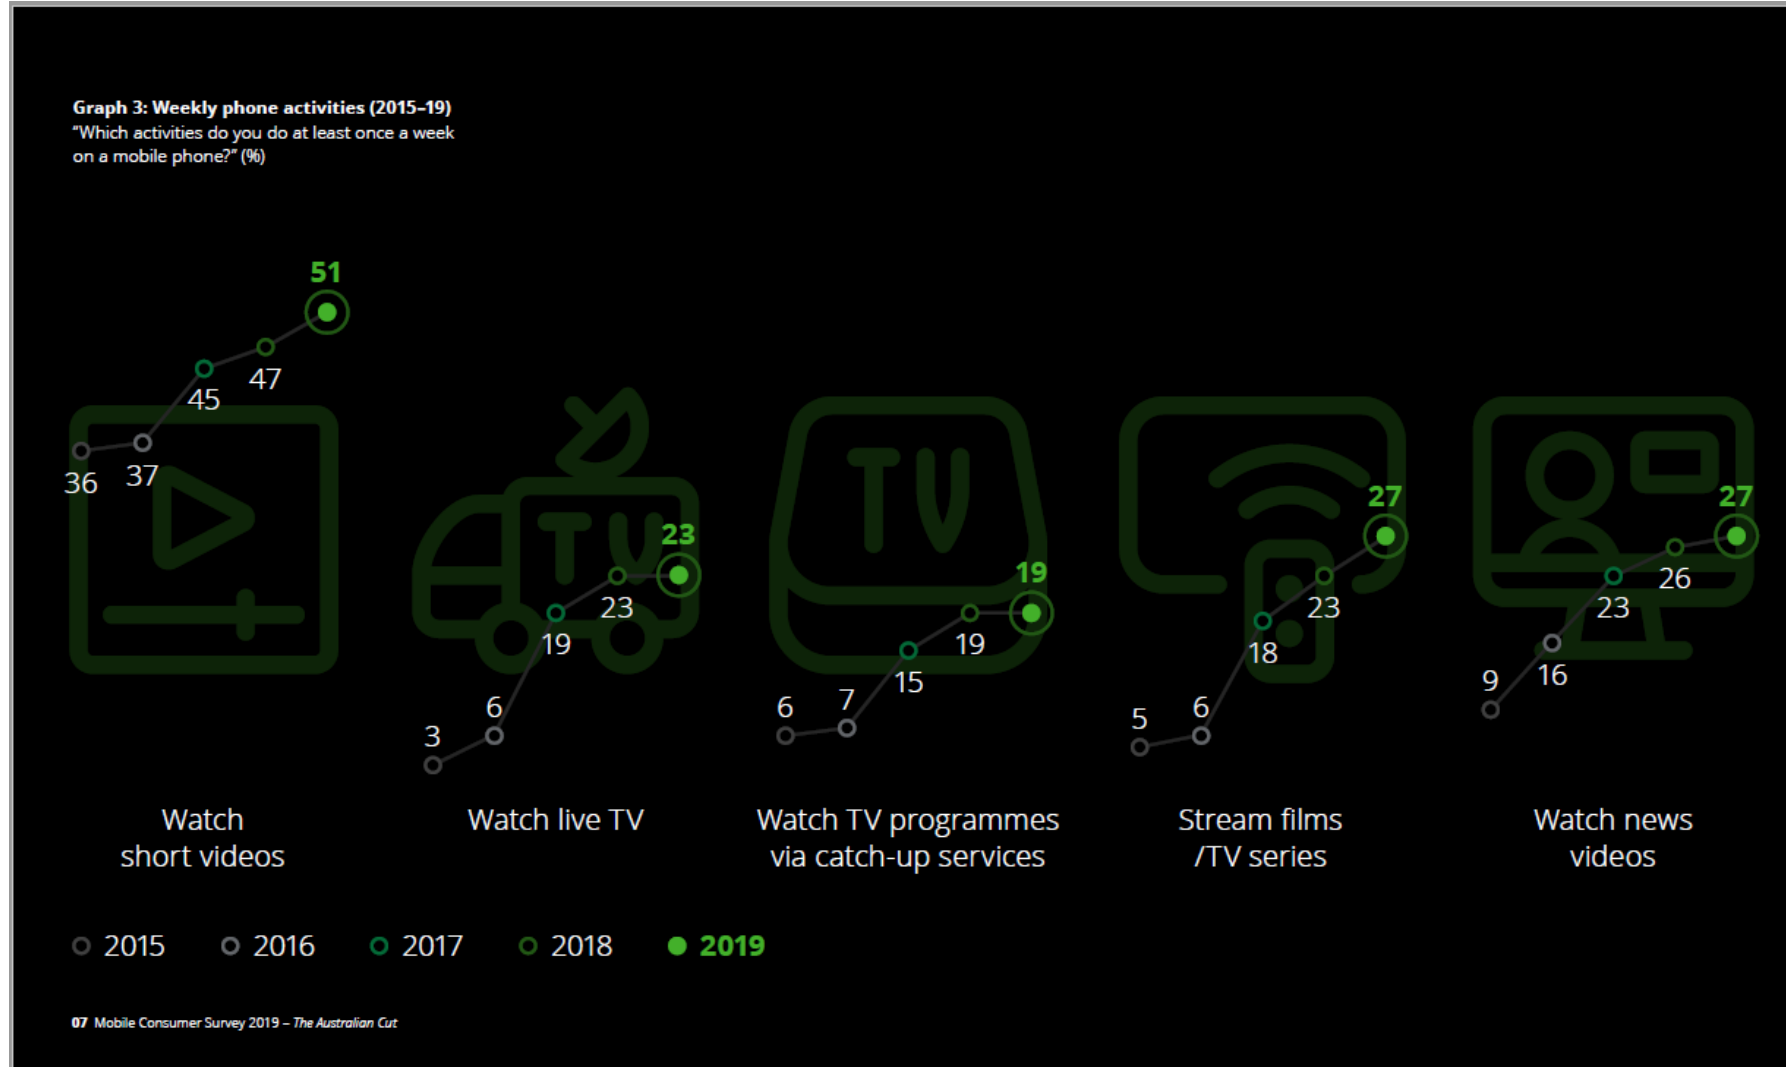 Graph 3: Weekly phone activities (2015–19)
“Which activities do you do at least once a week
on a mobile phone?” (%)
36
37
45
47
51
Watch
short videos
TV
3
6
19
23
23
Watch live TV
TV
6
7
15
19
19
Watch TV programmes
via catch-up services
5
6
18
23
27
Stream films
/TV series
9
16
23
26
27
Watch news
videos
2015 2016 2017 2018 2019
07 Mobile Consumer Survey 2019 – The Australian Cut